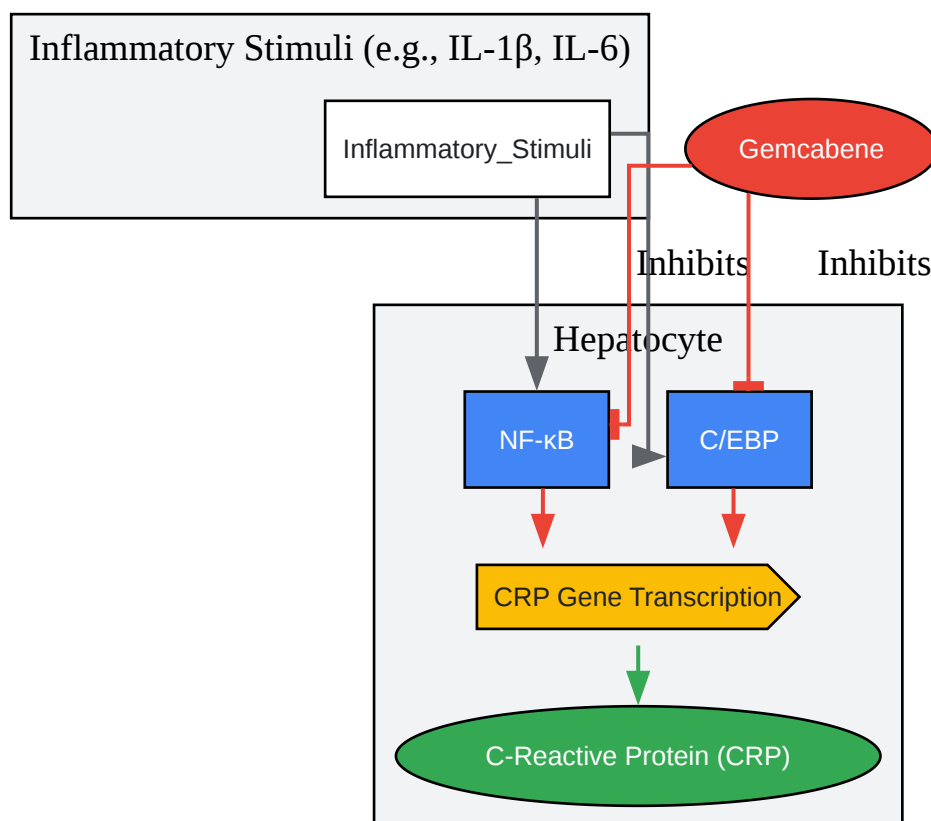 Inflammatory Stimuli (e.g., IL-1β, IL-6)
Inflammatory_Stimuli
Gemcabene
Inhibits
Inhibits
Hepatocyte
NF-κB
C/EBP
CRP Gene Transcription
C-Reactive Protein (CRP)